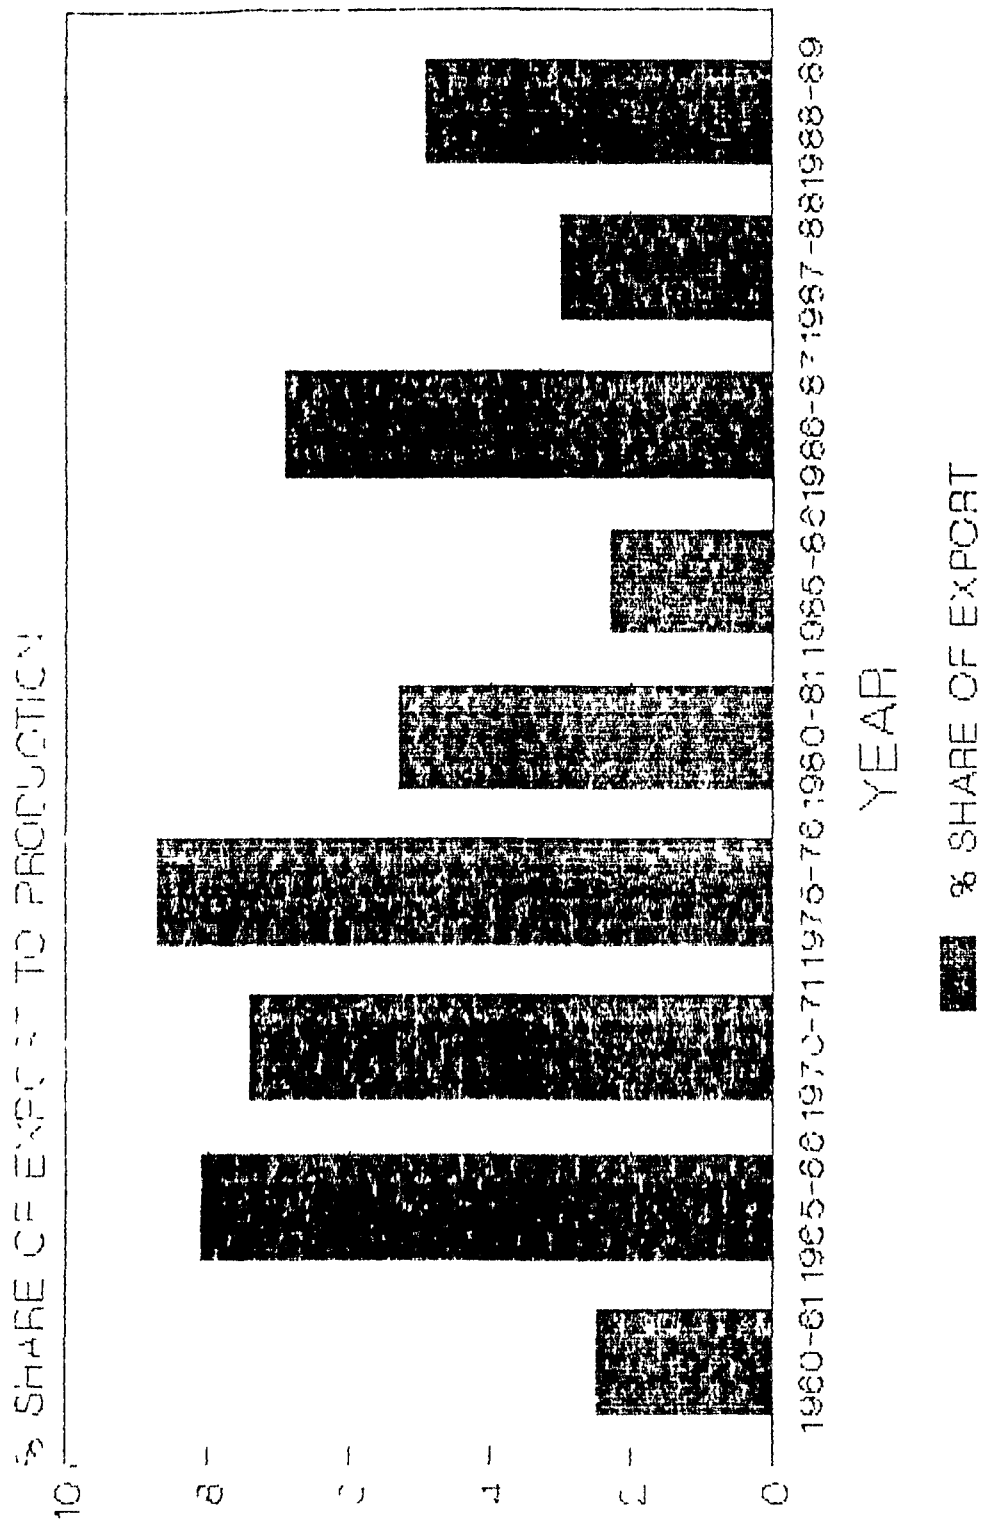 % SHARE OF EXPORT TO PRODUCTION
10
8
6
4
2
0
1960-61 1965-66 1970-71 1975-76 1980-81 1985-86 1986-87 1987-88 1988-89
YEAR
% SHARE OF EXPORT